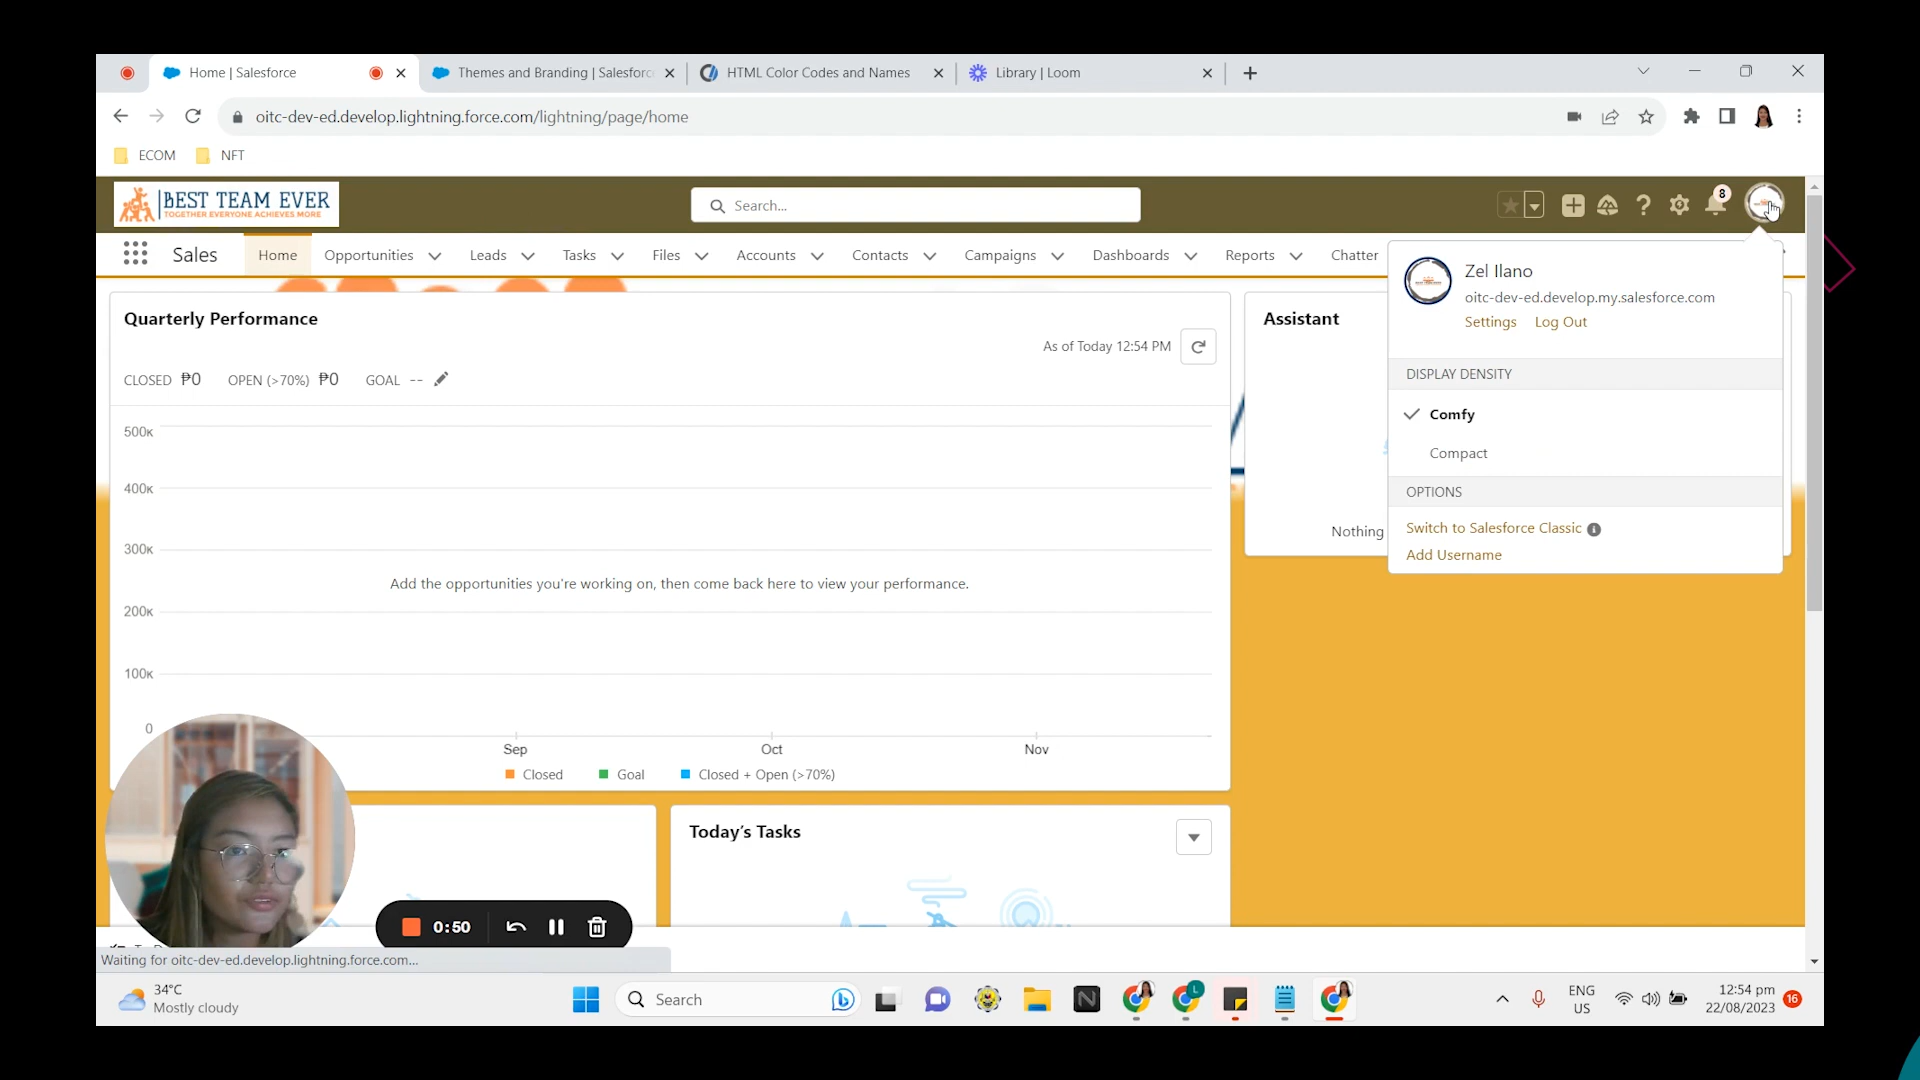 Home | Salesforce
Themes and Branding | Salesforc
HTML Color Codes and Names
Library | Loom
oitc-dev-ed.develop.lightning.force.com/lightning/page/home
ECOM
NFT
BEST TEAM EVER
TOGETHER EVERYONE ACHIEVES MORE
Search...
8
Sales
Home
Opportunities
Leads
Tasks
Files
Accounts
Contacts
Campaigns
Dashboards
Reports
Chatter
Zel Ilano
oitc-dev-ed.develop.my.salesforce.com
Settings
Log Out
DISPLAY DENSITY
Comfy
Compact
OPTIONS
Switch to Salesforce Classic
Add Username
Quarterly Performance
As of Today 12:54 PM
CLOSED ₱0 OPEN (>70%) ₱0 GOAL --
500K
400K
300K
200K
100K
0
Add the opportunities you're working on, then come back here to view your performance.
Sep
Oct
Nov
Closed
Goal
Closed + Open (>70%)
Assistant
Nothing
Today's Tasks
0:50
Waiting for oitc-dev-ed.develop.lightning.force.com...
34°C
Mostly cloudy
Search
L
ENG
US
12:54 pm
22/08/2023
16